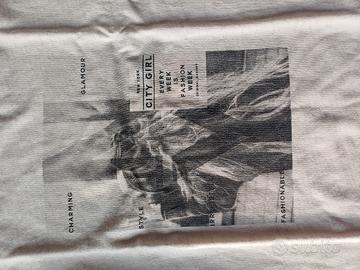 GLAMOUR
NEW YORK
CITY GIRL
EVERY
WEEK
IS
FASHION
WEEK
CHARMING
STYLE
FASHIONABLE